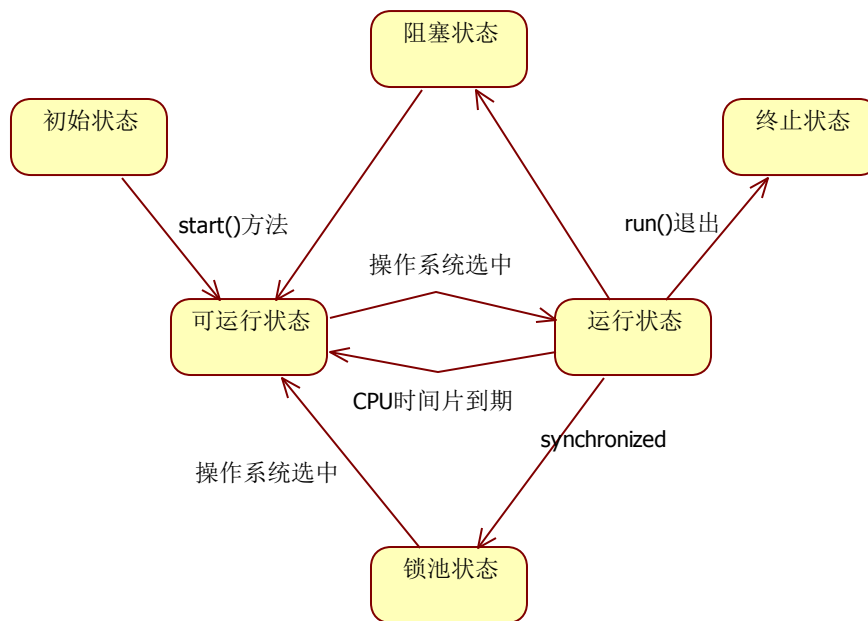 阻塞状态
初始状态
终止状态
start()方法
run()退出
操作系统选中
可运行状态
运行状态
CPU时间片到期
synchronized
操作系统选中
锁池状态